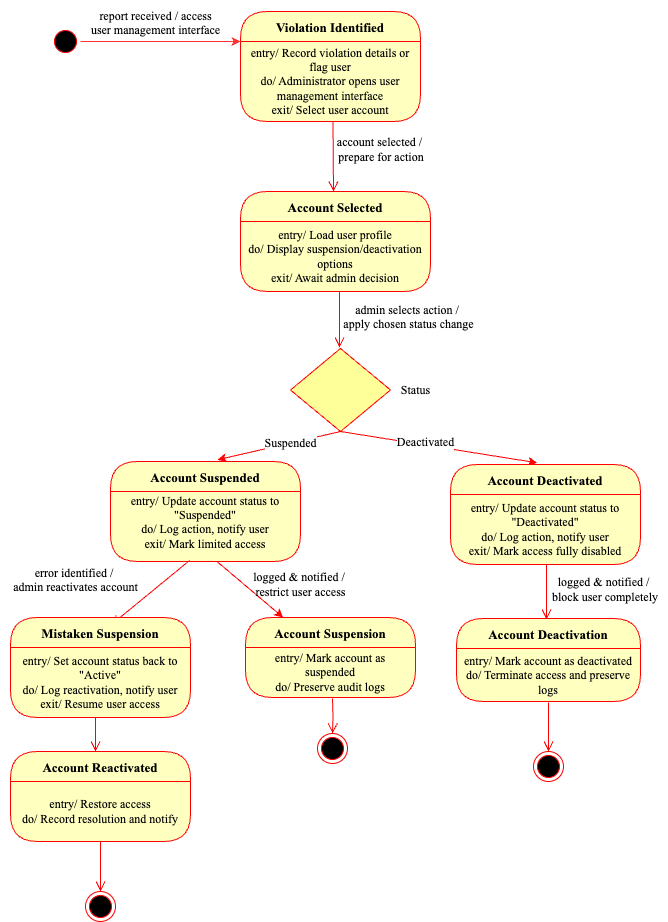 report received / access
user management interface
Violation Identified
entry/ Record violation details or
flag user
do/ Administrator opens user
management interface
exit/ Select user account
account selected /
prepare for action
Account Selected
entry/ Load user profile
do/ Display suspension/deactivation
options
exit/ Await admin decision
admin selects action /
apply chosen status change
Status
Suspended
Deactivated
Account Suspended
entry/ Update account status to
"Suspended"
do/ Log action, notify user
exit/ Mark limited access
Account Deactivated
entry/ Update account status to
"Deactivated"
do/ Log action, notify user
exit/ Mark access fully disabled
error identified /
admin reactivates account
logged & notified /
restrict user access
logged & notified /
block user completely
Mistaken Suspension
entry/ Set account status back to
"Active"
do/ Log reactivation, notify user
exit/ Resume user access
Account Suspension
entry/ Mark account as
suspended
do/ Preserve audit logs
Account Deactivation
entry/ Mark account as deactivated
do/ Terminate access and preserve
logs
Account Reactivated
entry/ Restore access
do/ Record resolution and notify